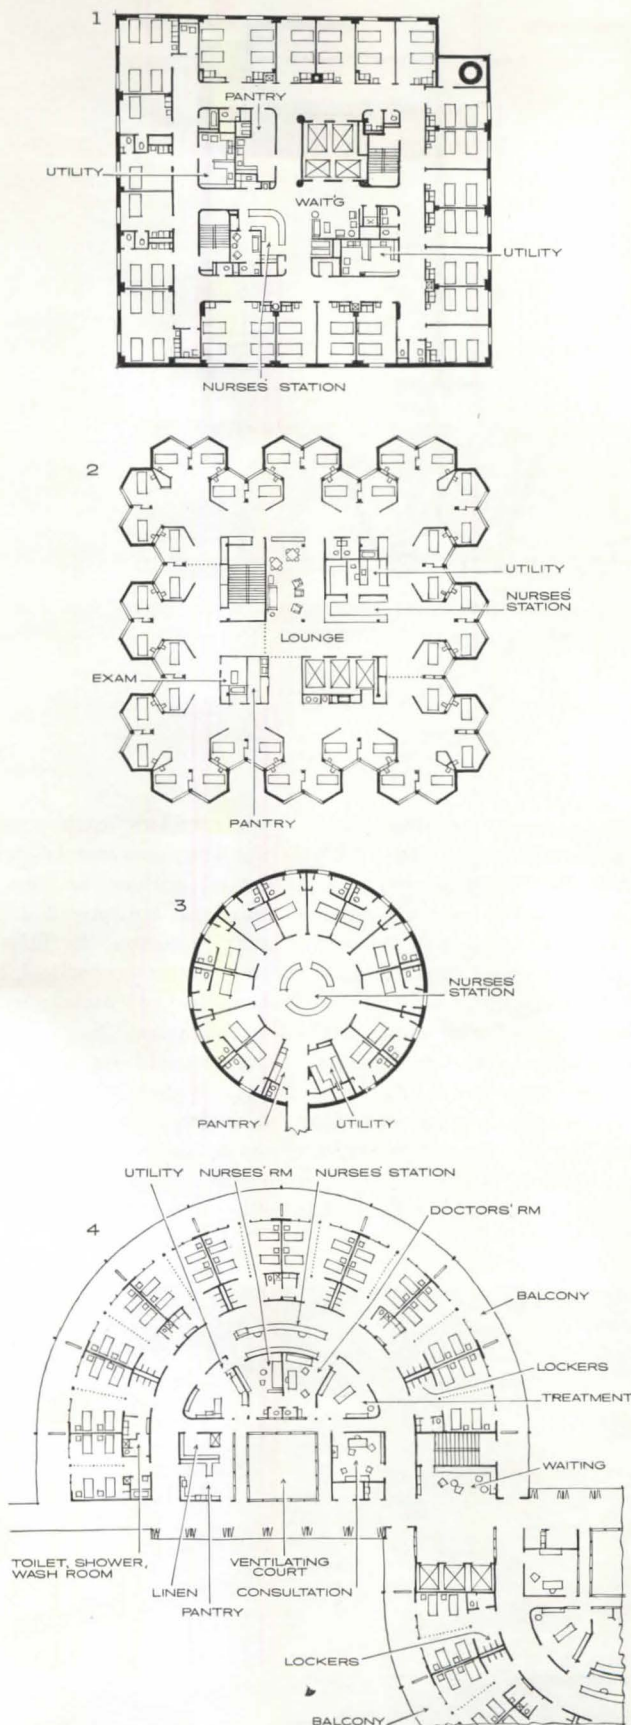 1
PANTRY
UTILITY
WAIT'G
UTILITY
NURSES' STATION
2
UTILITY
NURSES'
STATION
LOUNGE
EXAM
PANTRY
3
NURSES'
STATION
PANTRY
UTILITY
UTILITY
NURSES' RM
NURSES' STATION
4
DOCTORS' RM
BALCONY
LOCKERS
TREATMENT
WAITING
TOILET, SHOWER,
WASH ROOM
LINEN
VENTILATING
COURT
CONSULTATION
PANTRY
LOCKERS
BALCONY